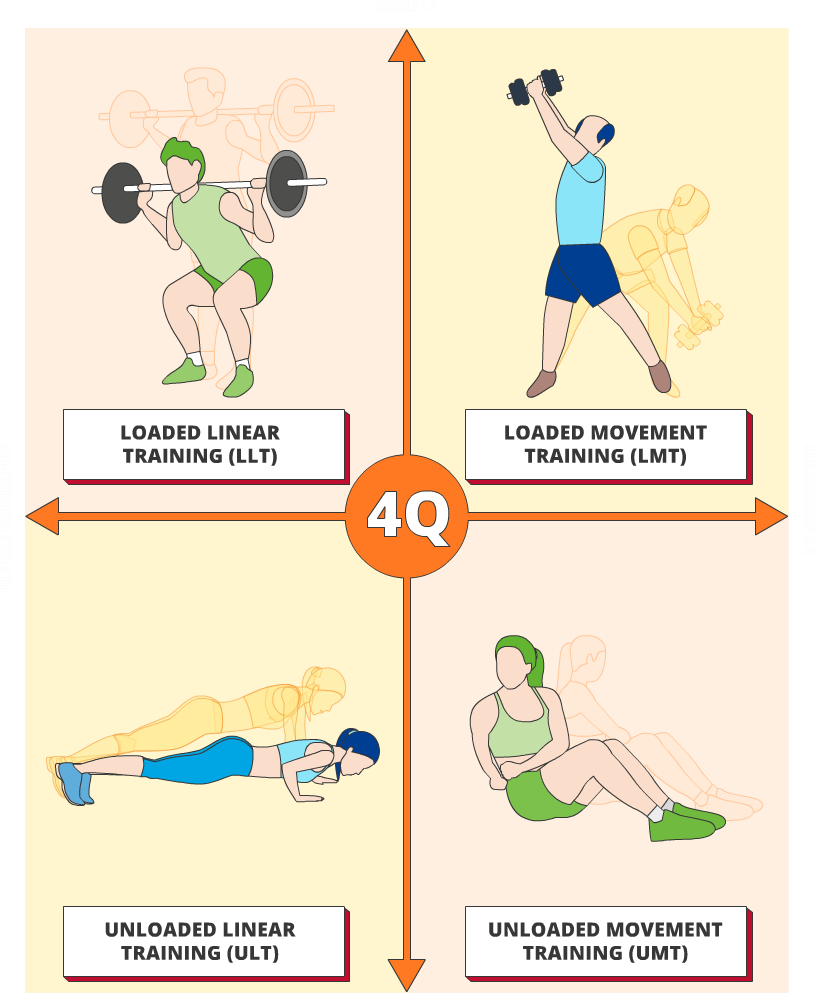 LOADED LINEAR
TRAINING (LLT)
LOADED MOVEMENT
TRAINING (LMT)
4Q
UNLOADED LINEAR
TRAINING (ULT)
UNLOADED MOVEMENT
TRAINING (UMT)